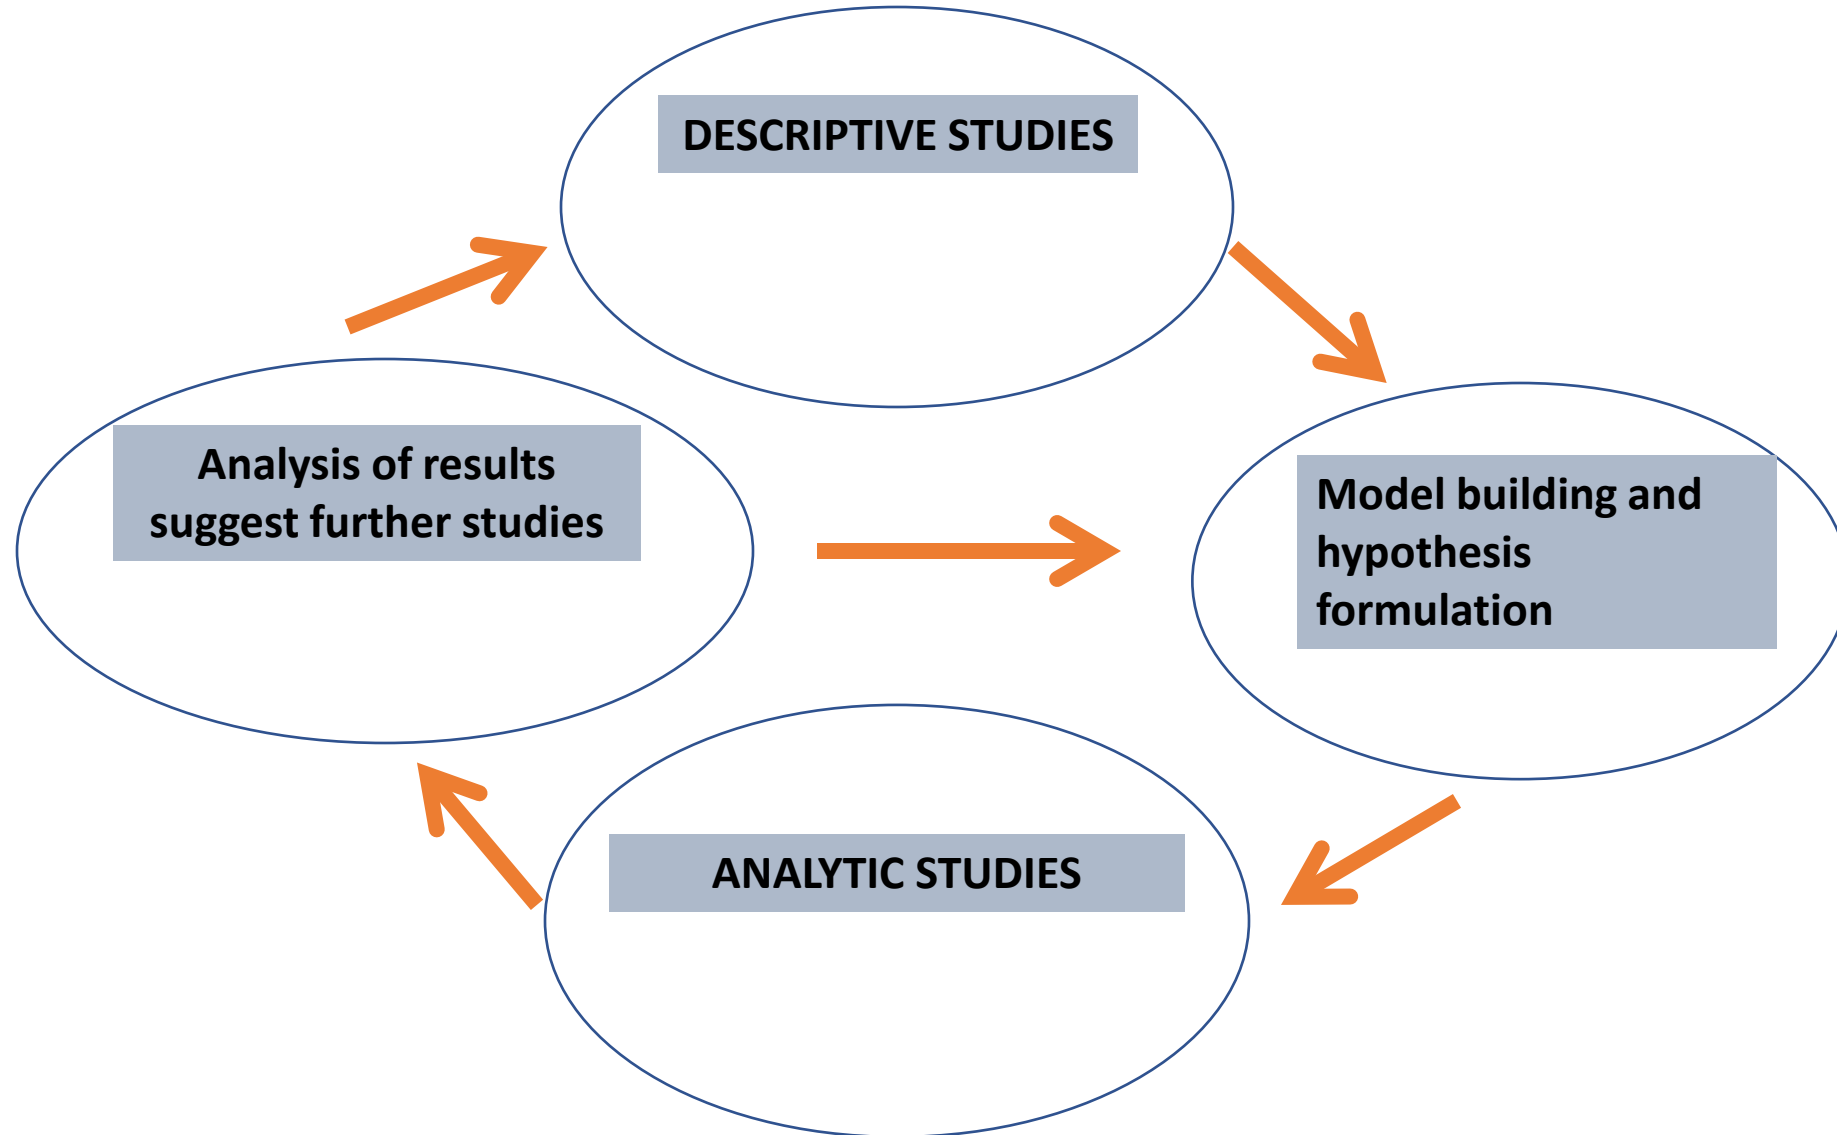 DESCRIPTIVE STUDIES
Analysis of results
suggest further studies
Model building and
hypothesis
formulation
ANALYTIC STUDIES